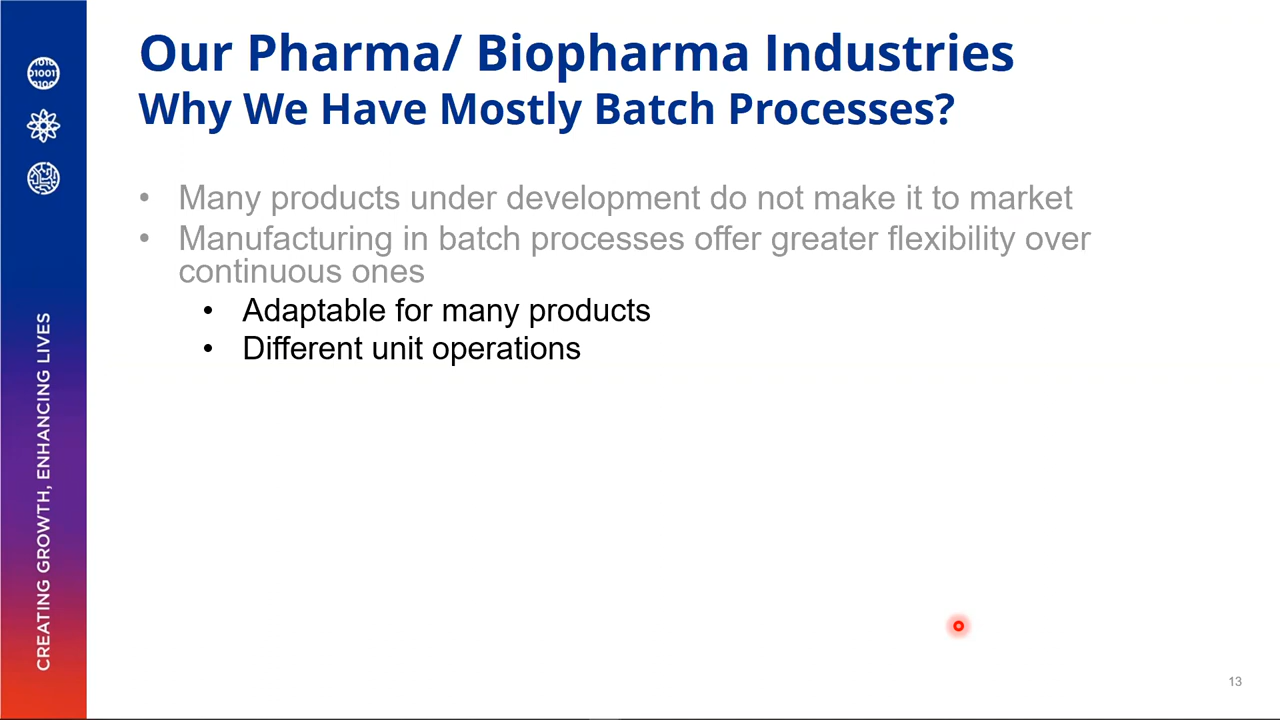 Our Pharma/ Biopharma Industries
Why We Have Mostly Batch Processes?
• Many products under development do not make it to market
• Manufacturing in batch processes offer greater flexibility over
continuous ones
• Adaptable for many products
• Different unit operations
CREATING GROWTH, ENHANCING LIVES
13